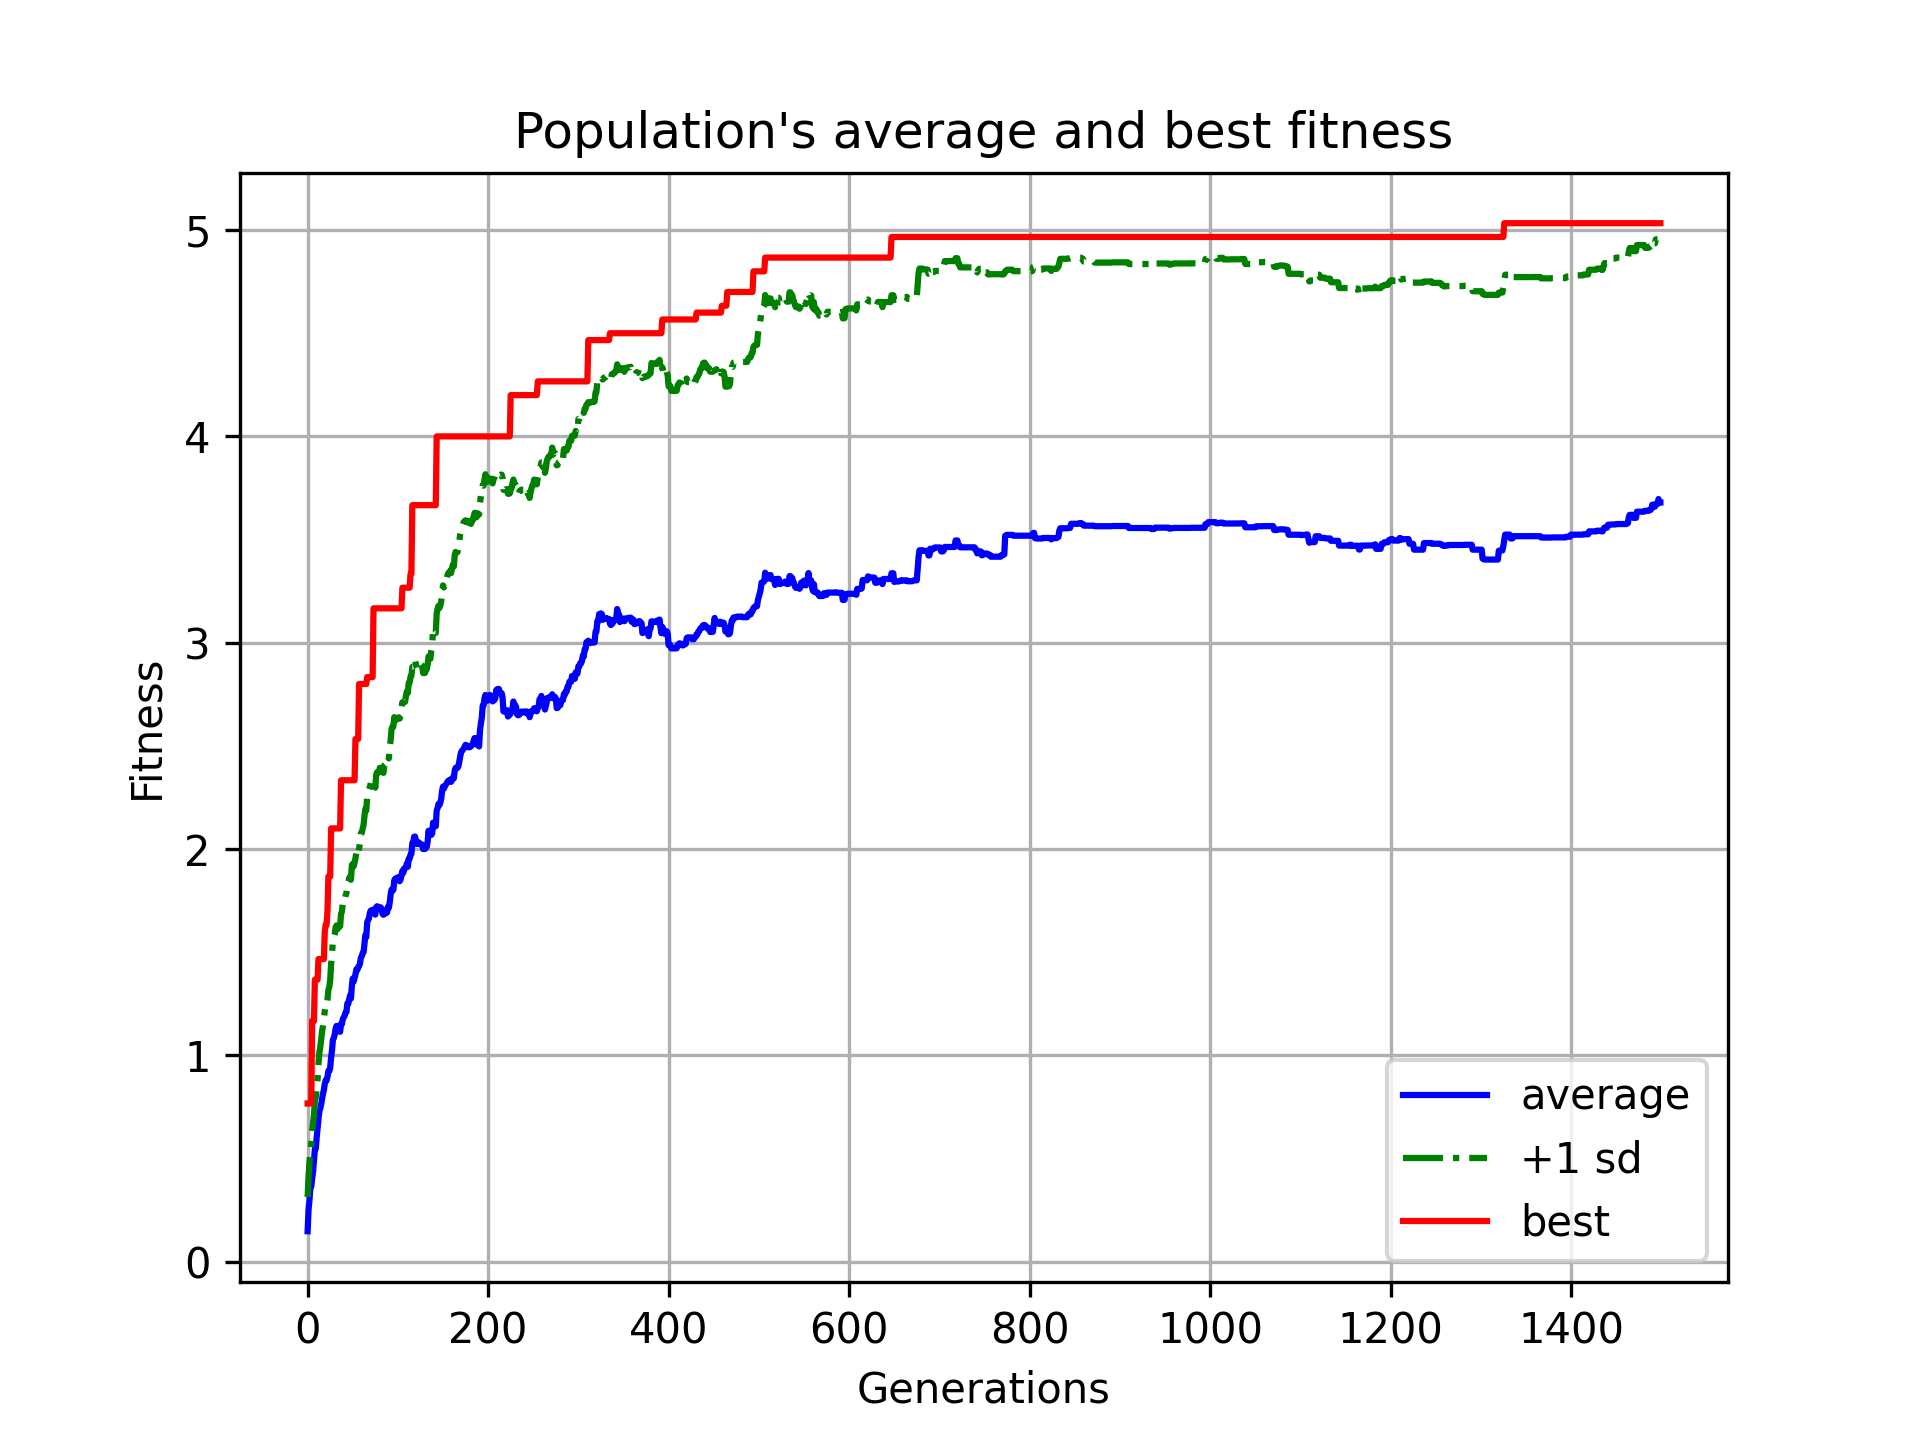 Population's average and best fitness
5
4
3
2
1
0
Fitness
0 200 400 600 800 1000 1200 1400
Generations
average
+1 sd
best